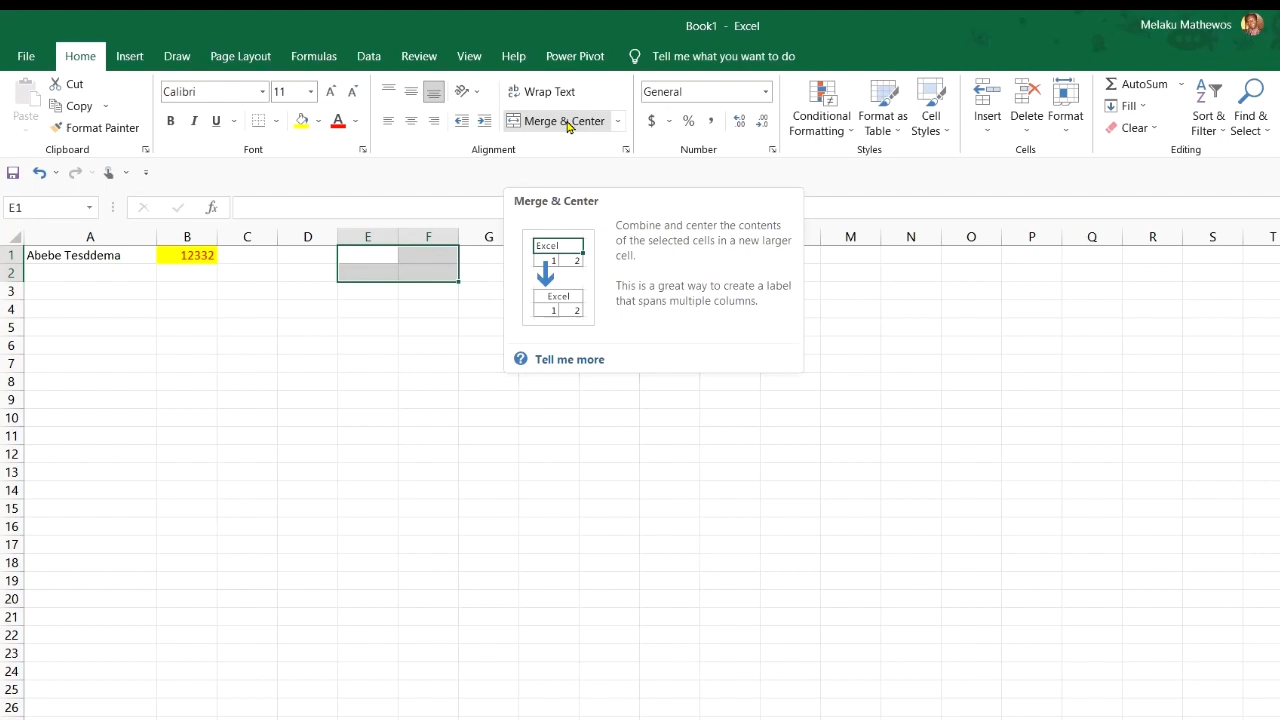 Book1 - Excel
Melaku Mathewos
File Home Insert Draw Page Layout Formulas Data Review View Help Power Pivot Tell me what you want to do
Paste
Cut
Copy
Format Painter
Clipboard
Calibri 11
B I U
Font
Wrap Text
Merge & Center
Alignment
General
$ % ,
Number
Conditional Formatting
Format as Table
Cell Styles
Styles
Insert Delete Format
Cells
AutoSum
Fill
Clear
Sort & Filter
Find & Select
Editing
E1 fx
A B C D E F G M N O P Q R S T
1 Abebe Tesddema 12332
2
3
4
5
6
7
8
9
10
11
12
13
14
15
16
17
18
19
20
21
22
23
24
25
26
Merge & Center
Excel
1 2
Excel
1 2
Combine and center the contents
of the selected cells in a new larger
cell.
This is a great way to create a label
that spans multiple columns.
Tell me more